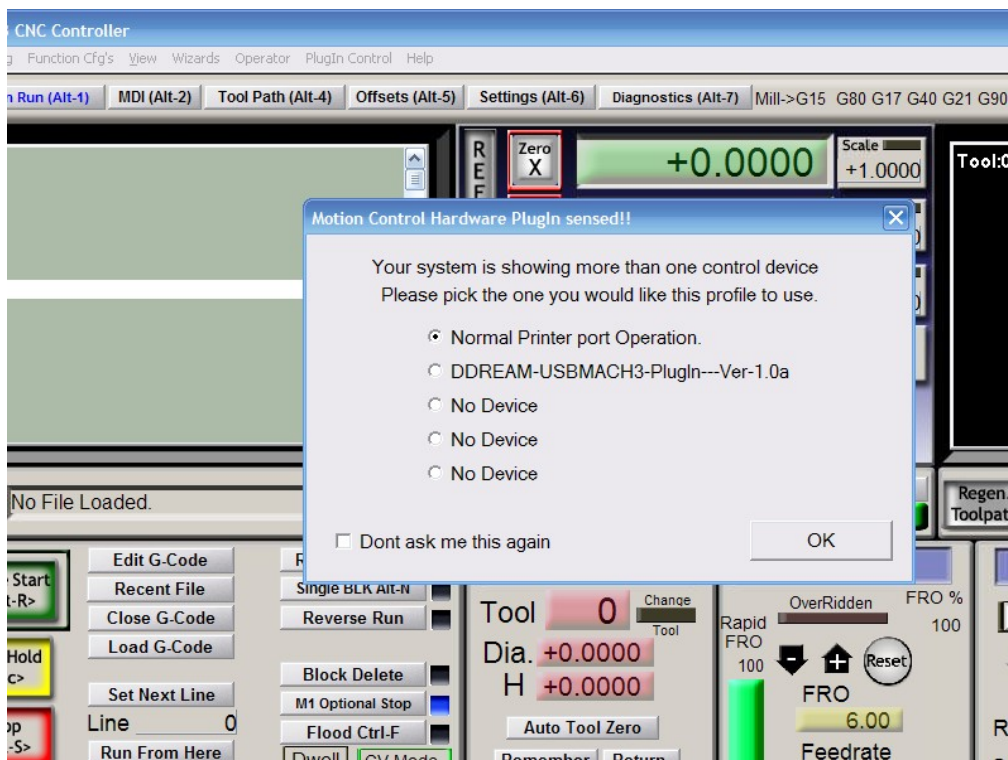 CNC Controller
Function Cfg's View Wizards Operator PlugIn Control Help
Run (Alt-1) MDI (Alt-2) Tool Path (Alt-4) Offsets (Alt-5) Settings (Alt-6) Diagnostics (Alt-7) Mill->G15 G80 G17 G40 G21 G90
R
E
F
Zero
X
+0.0000
Scale
+1.0000
Tool:0
Motion Control Hardware PlugIn sensed!!
Your system is showing more than one control device
Please pick the one you would like this profile to use.
Normal Printer port Operation.
DDREAM-USBMACH3-PlugIn---Ver-1.0a
No Device
No Device
No Device
Dont ask me this again
OK
No File Loaded.
Regen.
Toolpat
Start
-R>
Hold
c>
-S>
Edit G-Code
Recent File
Close G-Code
Load G-Code
Set Next Line
Line 0
Run From Here
Single BLK Alt-N
Reverse Run
Block Delete
M1 Optional Stop
Flood Ctrl-F
Dwell CV Mode
Tool 0
Change
Tool
Dia. +0.0000
H +0.0000
Auto Tool Zero
Remember Return
OverRidden
FRO %
100
Rapid
FRO
100
Reset
FRO
6.00
Feedrate